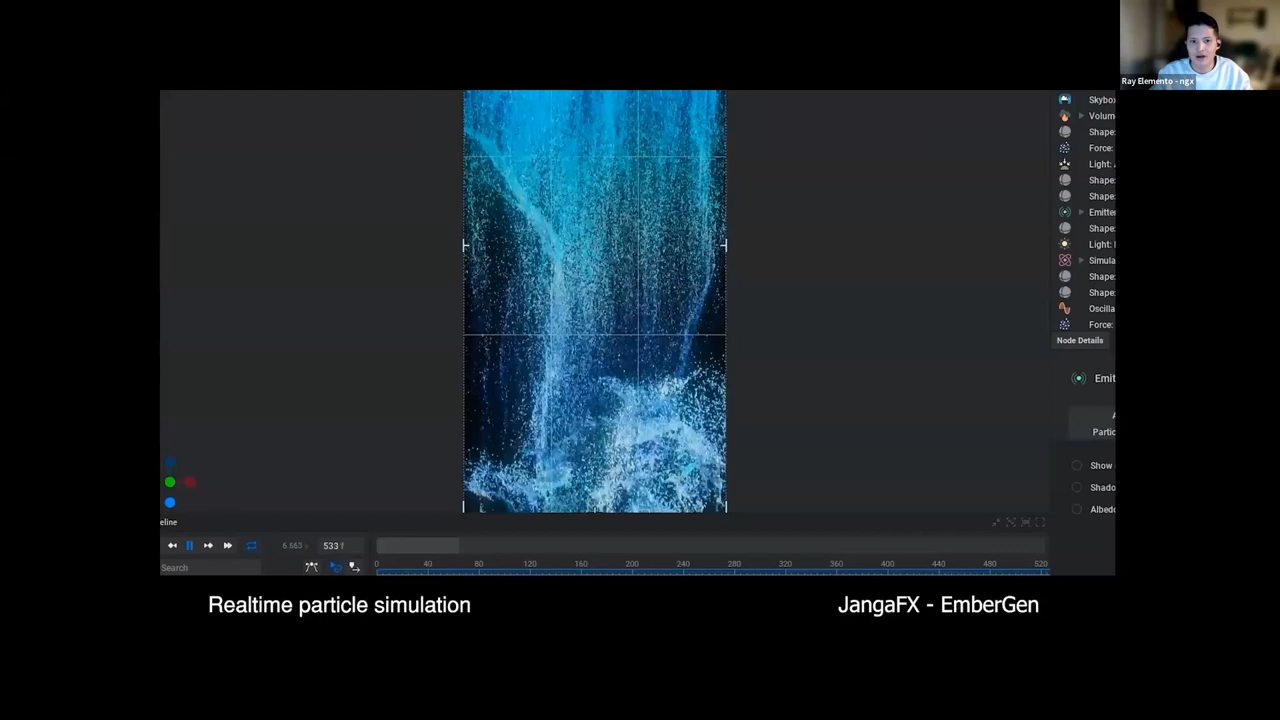 Ray Elemento - ngx
Skybo
Volum
Shape:
Force:
Light:
Shape:
Shape:
Emitte
Shape:
Light:
Simula
Shape:
Shape:
Oscilla
Force:
Node Details
Emit
Partic
Show
Shado
Albedo
eline
533 f
Search
0 40 80 120 160 200 240 280 320 360 400 440 480 520
Realtime particle simulation
JangaFX - EmberGen